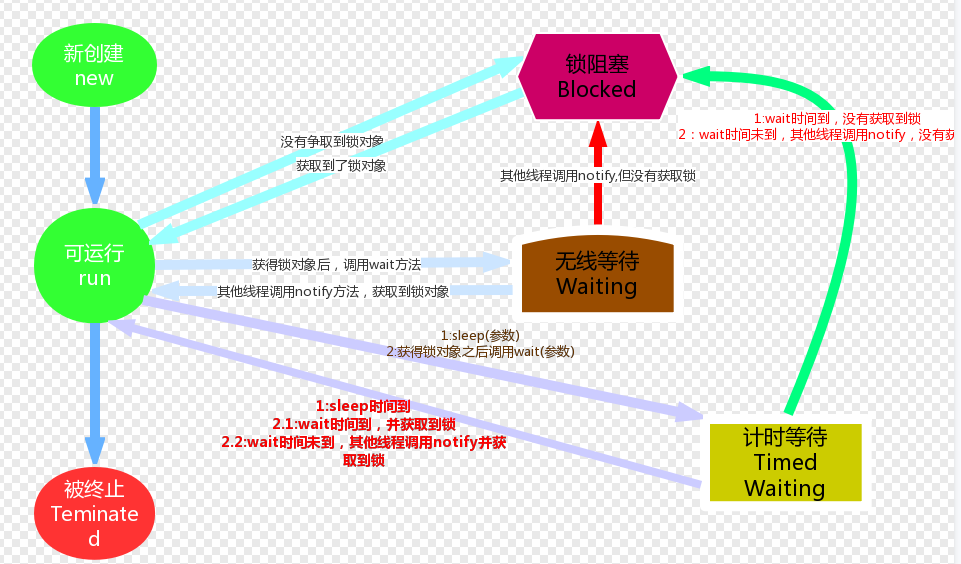 新创建
new
锁阻塞
Blocked
1:wait时间到，没有获取到锁
2：wait时间未到，其他线程调用notify，没有获
没有争取到锁对象
获取到了锁对象
其他线程调用notify,但没有获取锁
可运行
run
获得锁对象后，调用wait方法
其他线程调用notify方法，获取到锁对象
无线等待
Waiting
1:sleep(参数)
2:获得锁对象之后调用wait(参数)
1:sleep时间到
2.1:wait时间到，并获取到锁
2.2:wait时间未到，其他线程调用notify并获
取到锁
计时等待
Timed
Waiting
被终止
Teminate
d